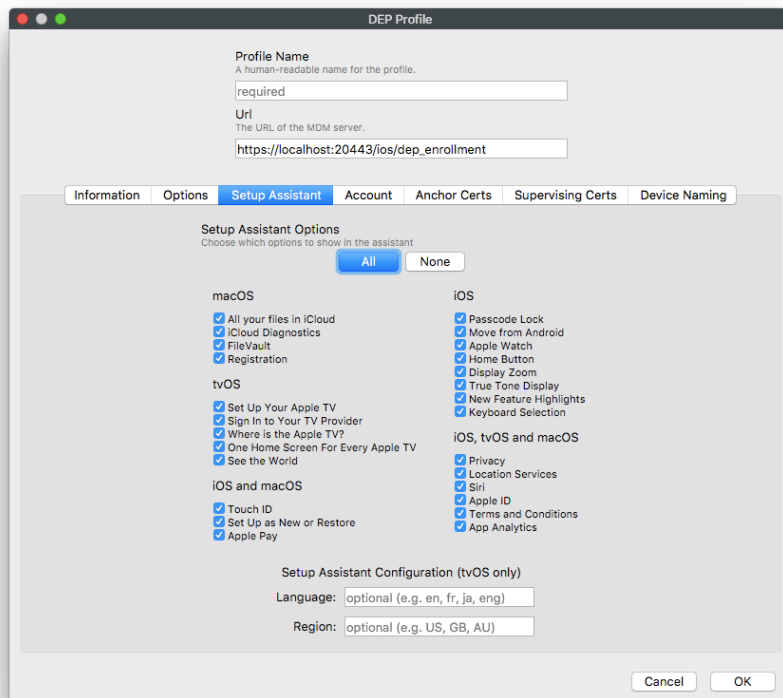 DEP Profile
Profile Name
A human-readable name for the profile.
required
Url
The URL of the MDM server.
https://localhost:20443/ios/dep_enrollment
Information Options Setup Assistant Account Anchor Certs Supervising Certs Device Naming
Setup Assistant Options
Choose which options to show in the assistant
All None
macOS
All your files in iCloud
iCloud Diagnostics
FileVault
Registration
tvOS
Set Up Your Apple TV
Sign In to Your TV Provider
Where is the Apple TV?
One Home Screen For Every Apple TV
See the World
iOS and macOS
Touch ID
Set Up as New or Restore
Apple Pay
iOS
Passcode Lock
Move from Android
Apple Watch
Home Button
Display Zoom
True Tone Display
New Feature Highlights
Keyboard Selection
iOS, tvOS and macOS
Privacy
Location Services
Siri
Apple ID
Terms and Conditions
App Analytics
Setup Assistant Configuration (tvOS only)
Language: optional (e.g. en, fr, ja, eng)
Region: optional (e.g. US, GB, AU)
Cancel OK